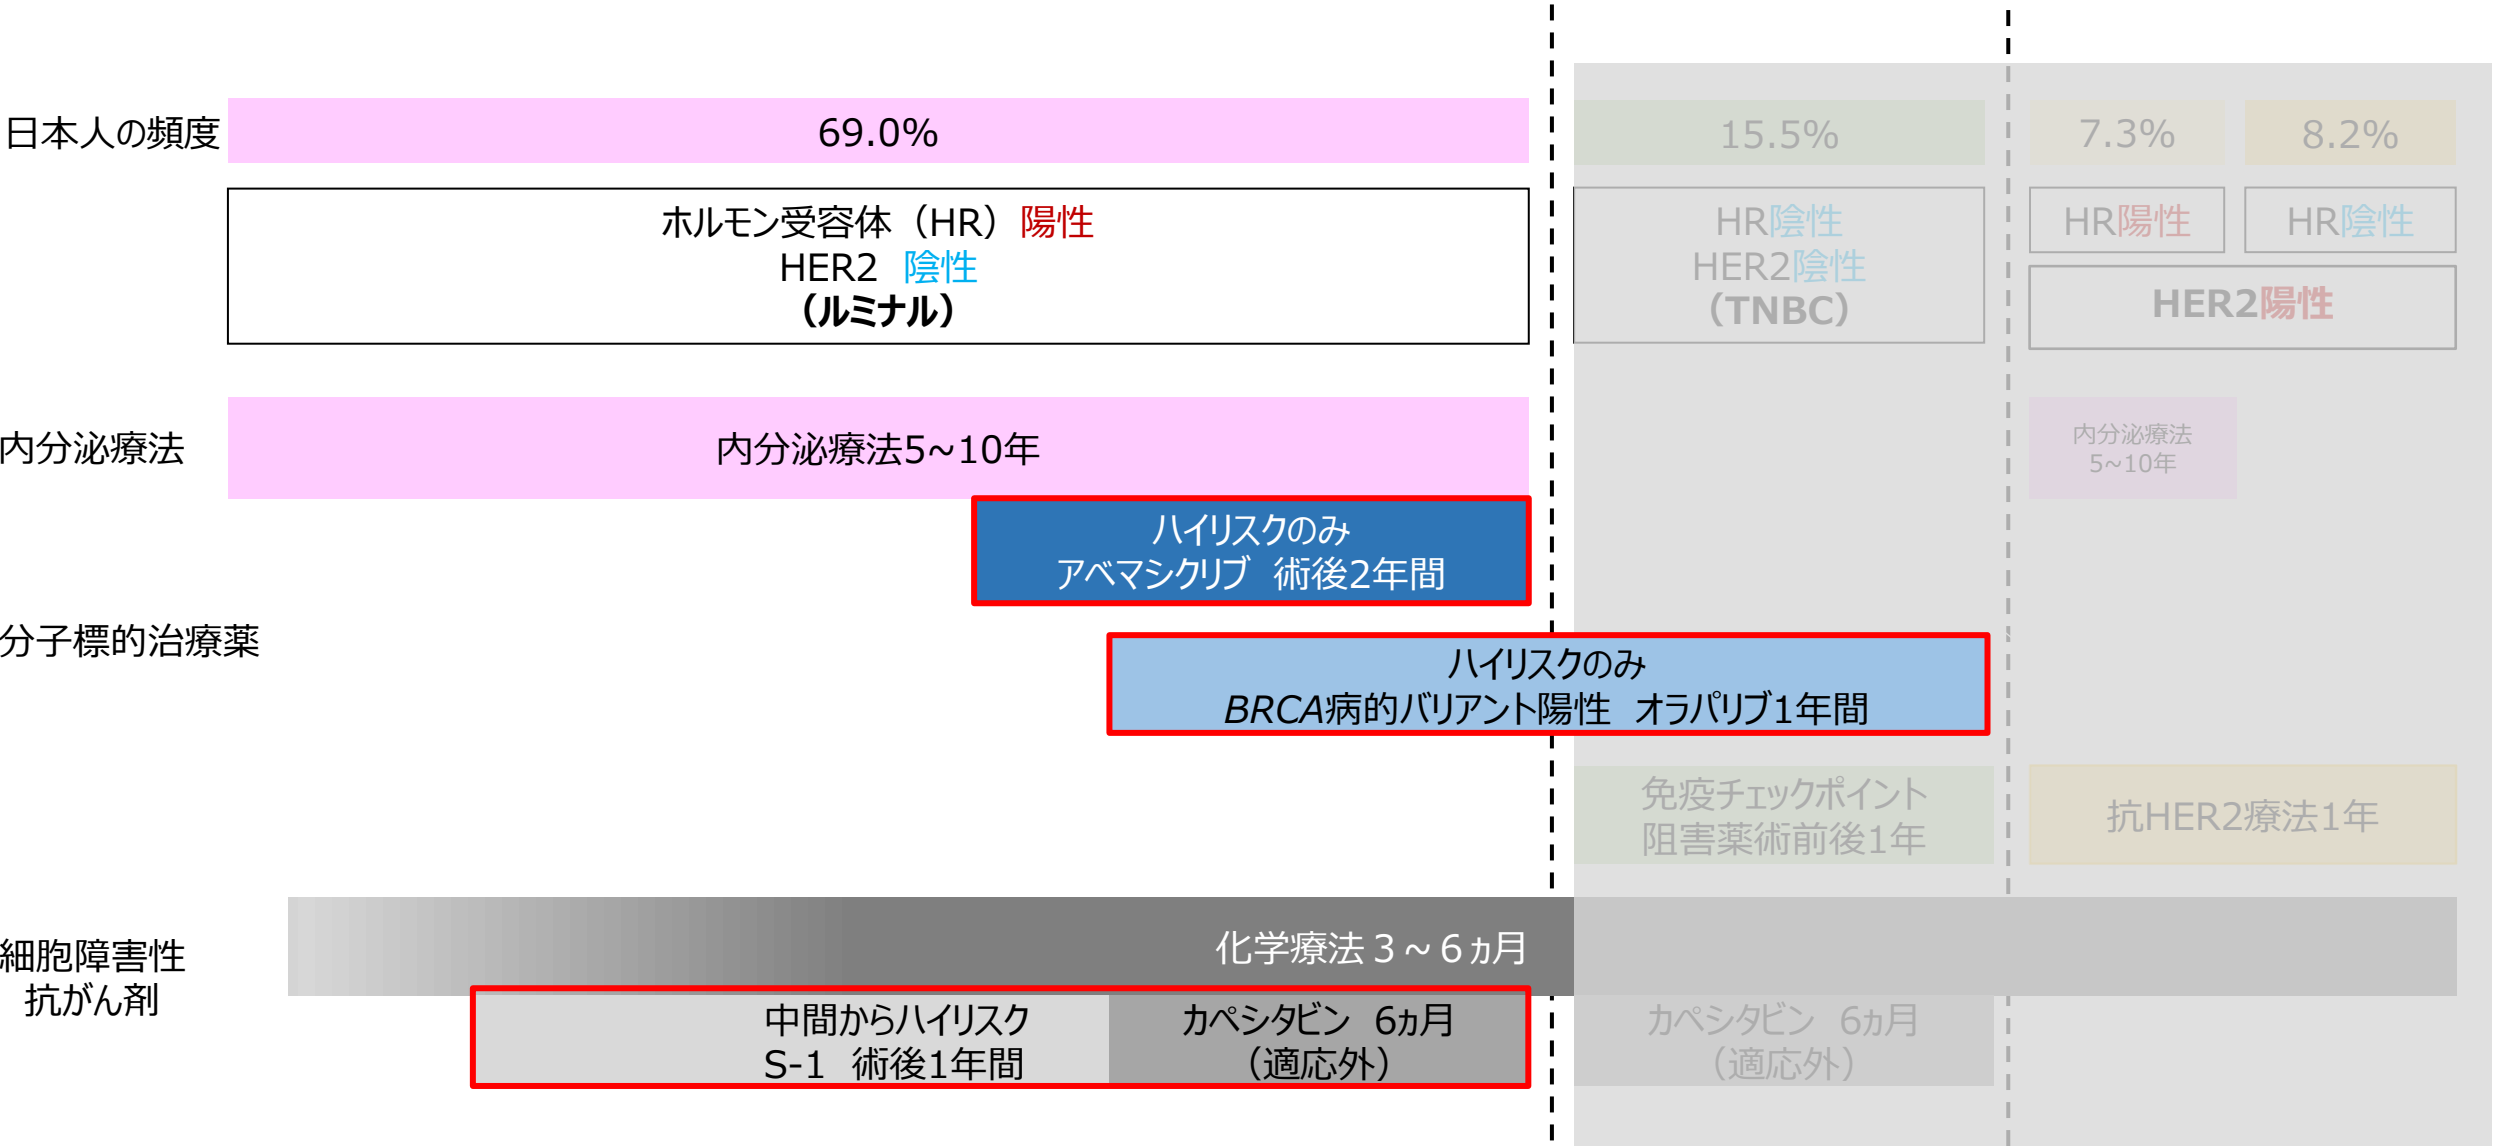 日本人の頻度
69.0%
15.5%
7.3%
8.2%
ホルモン受容体（HR）陽性
HER2　陰性
（ルミナル）
HR陰性
HER2陰性
（TNBC）
HR陽性
HR陰性
HER2陽性
内分泌療法
内分泌療法5~10年
内分泌療法
5~10年
ハイリスクのみ
アベマシクリブ　術後2年間
分子標的治療薬
ハイリスクのみ
BRCA病的バリアント陽性　オラパリブ1年間
免疫チェックポイント
阻害薬術前後1年
抗HER2療法1年
細胞障害性
抗がん剤
化学療法３～６ヵ月
中間からハイリスク
S-1　術後1年間
カペシタビン　6ヵ月
（適応外）
カペシタビン　6ヵ月
（適応外）